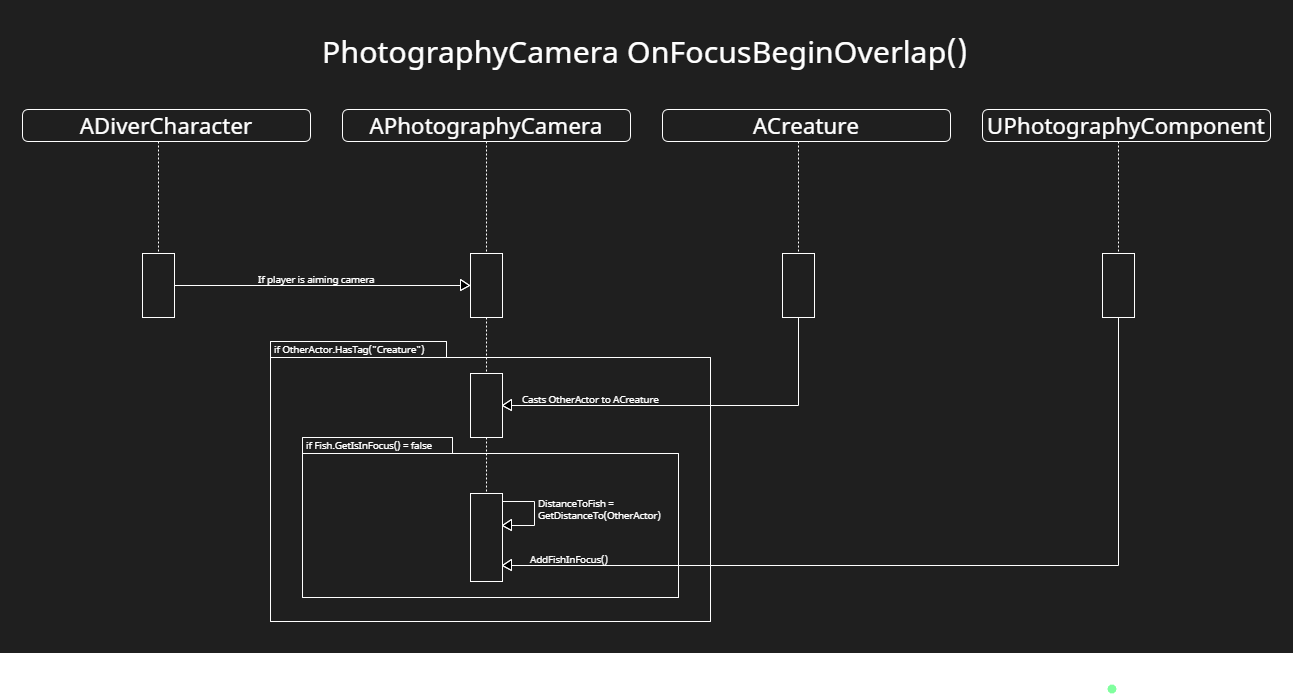 PhotographyCamera OnFocusBeginOverlap()
ADiverCharacter
APhotographyCamera
ACreature
UPhotographyComponent
If player is aiming camera
if OtherActor.HasTag("Creature")
Casts OtherActor to ACreature
if Fish.GetIsInFocus() = false
DistanceToFish =
GetDistanceTo(OtherActor)
AddFishInFocus()